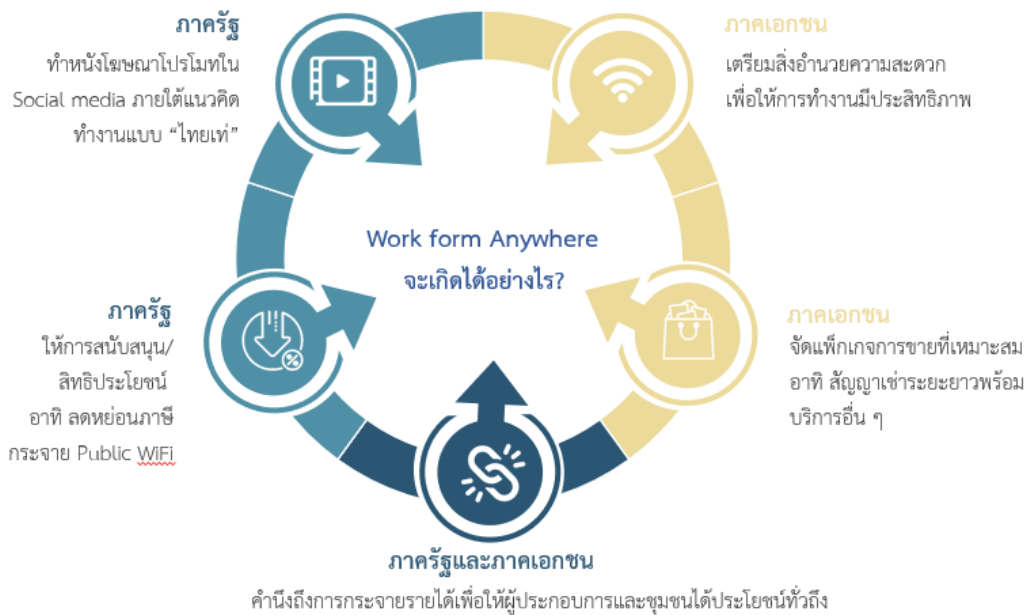 ภาครัฐ
ทำหนังโฆษณาโปรโมทใน
Social media ภายใต้แนวคิด
ทำงานแบบ “ไทยเท่”
ภาคเอกชน
เตรียมสิ่งอำนวยความสะดวก
เพื่อให้การทำงานมีประสิทธิภาพ
Work form Anywhere
จะเกิดได้อย่างไร?
ภาครัฐ
ให้การสนับสนุน/
สิทธิประโยชน์
อาทิ ลดหย่อนภาษี
กระจาย Public WiFi
ภาคเอกชน
จัดแพ็กเกจการขายที่เหมาะสม
อาทิ สัญญาเช่าระยะยาวพร้อม
บริการอื่น ๆ
ภาครัฐและภาคเอกชน
คำนึงถึงการกระจายรายได้เพื่อให้ผู้ประกอบการและชุมชนได้ประโยชน์ทั่วถึง